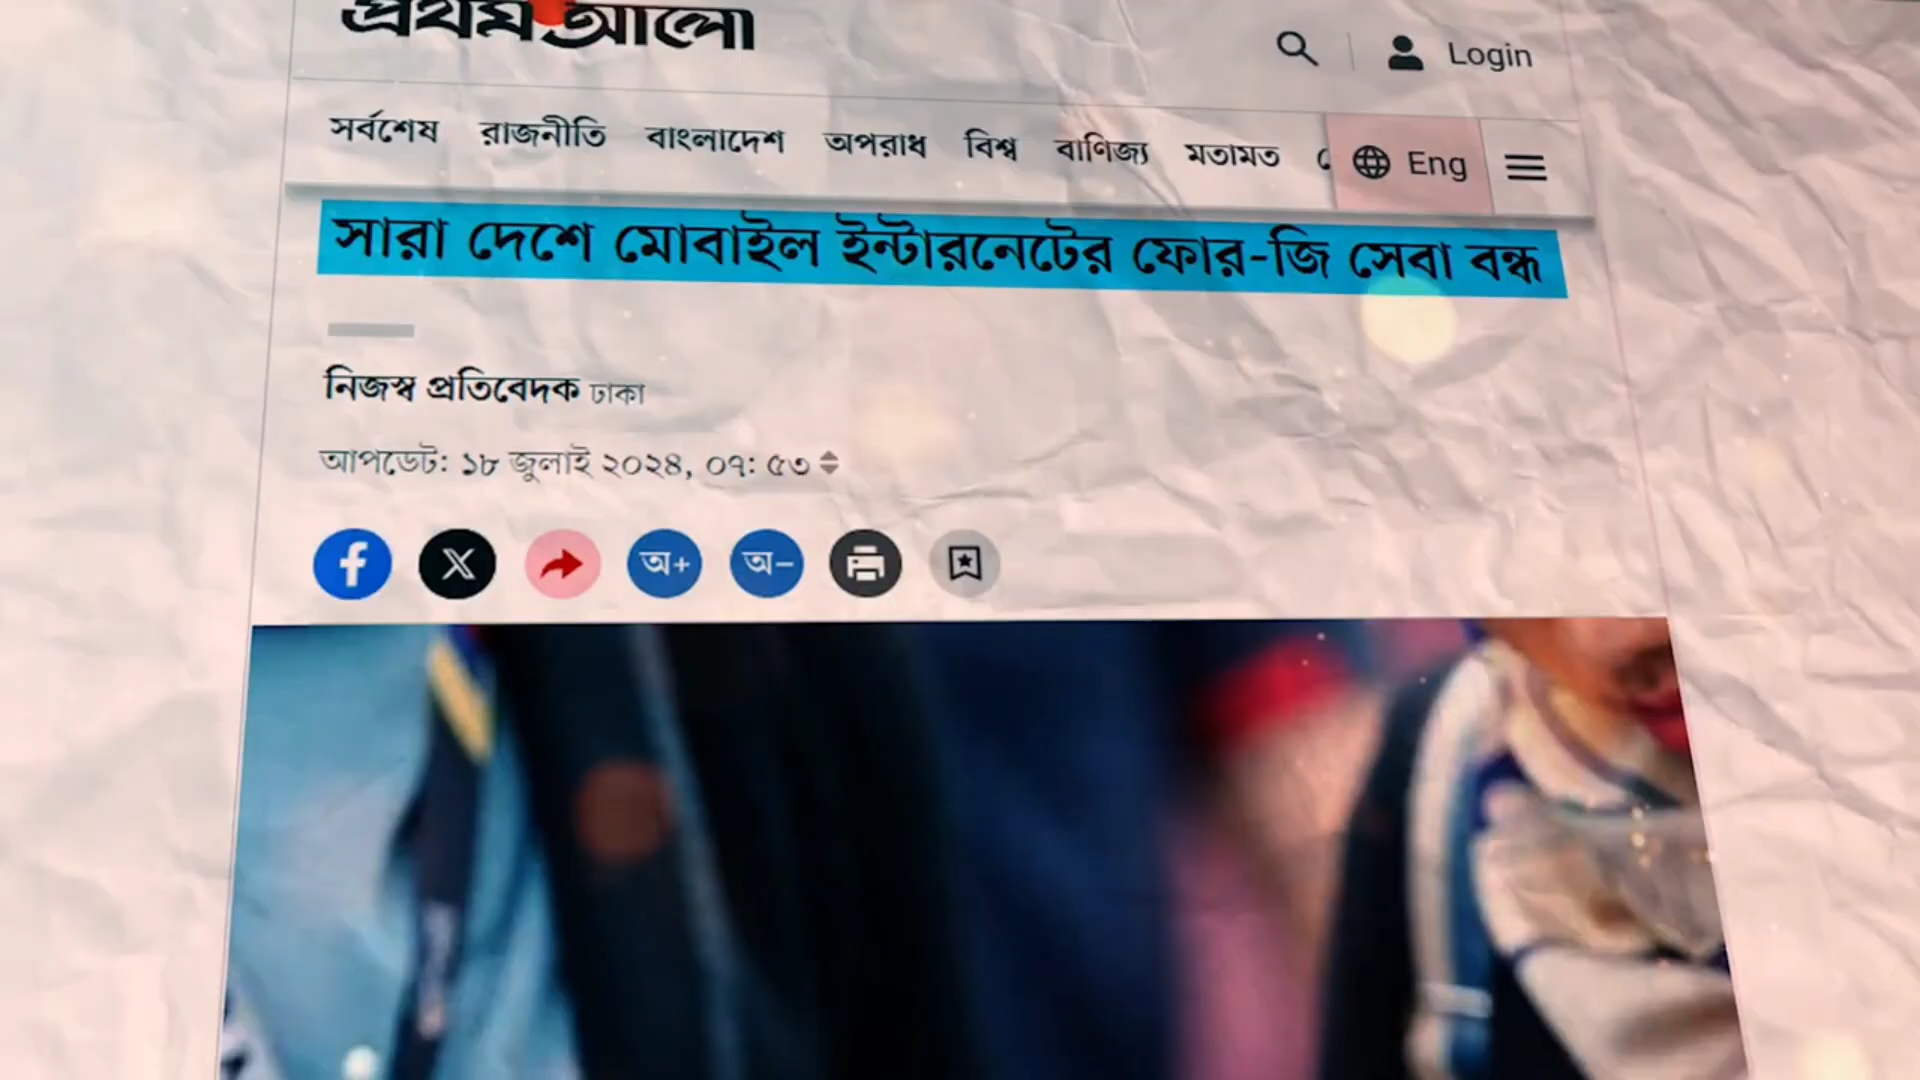 প্রথম আলো
Login
সর্বশেষ রাজনীতি বাংলাদেশ অপরাধ বিশ্ব বাণিজ্য মতামত Eng
সারা দেশে মোবাইল ইন্টারনেটের ফোর-জি সেবা বন্ধ
নিজস্ব প্রতিবেদক ঢাকা
আপডেট: ১৮ জুলাই ২০২৪, ০৭: ৫৩
অ+ অ−